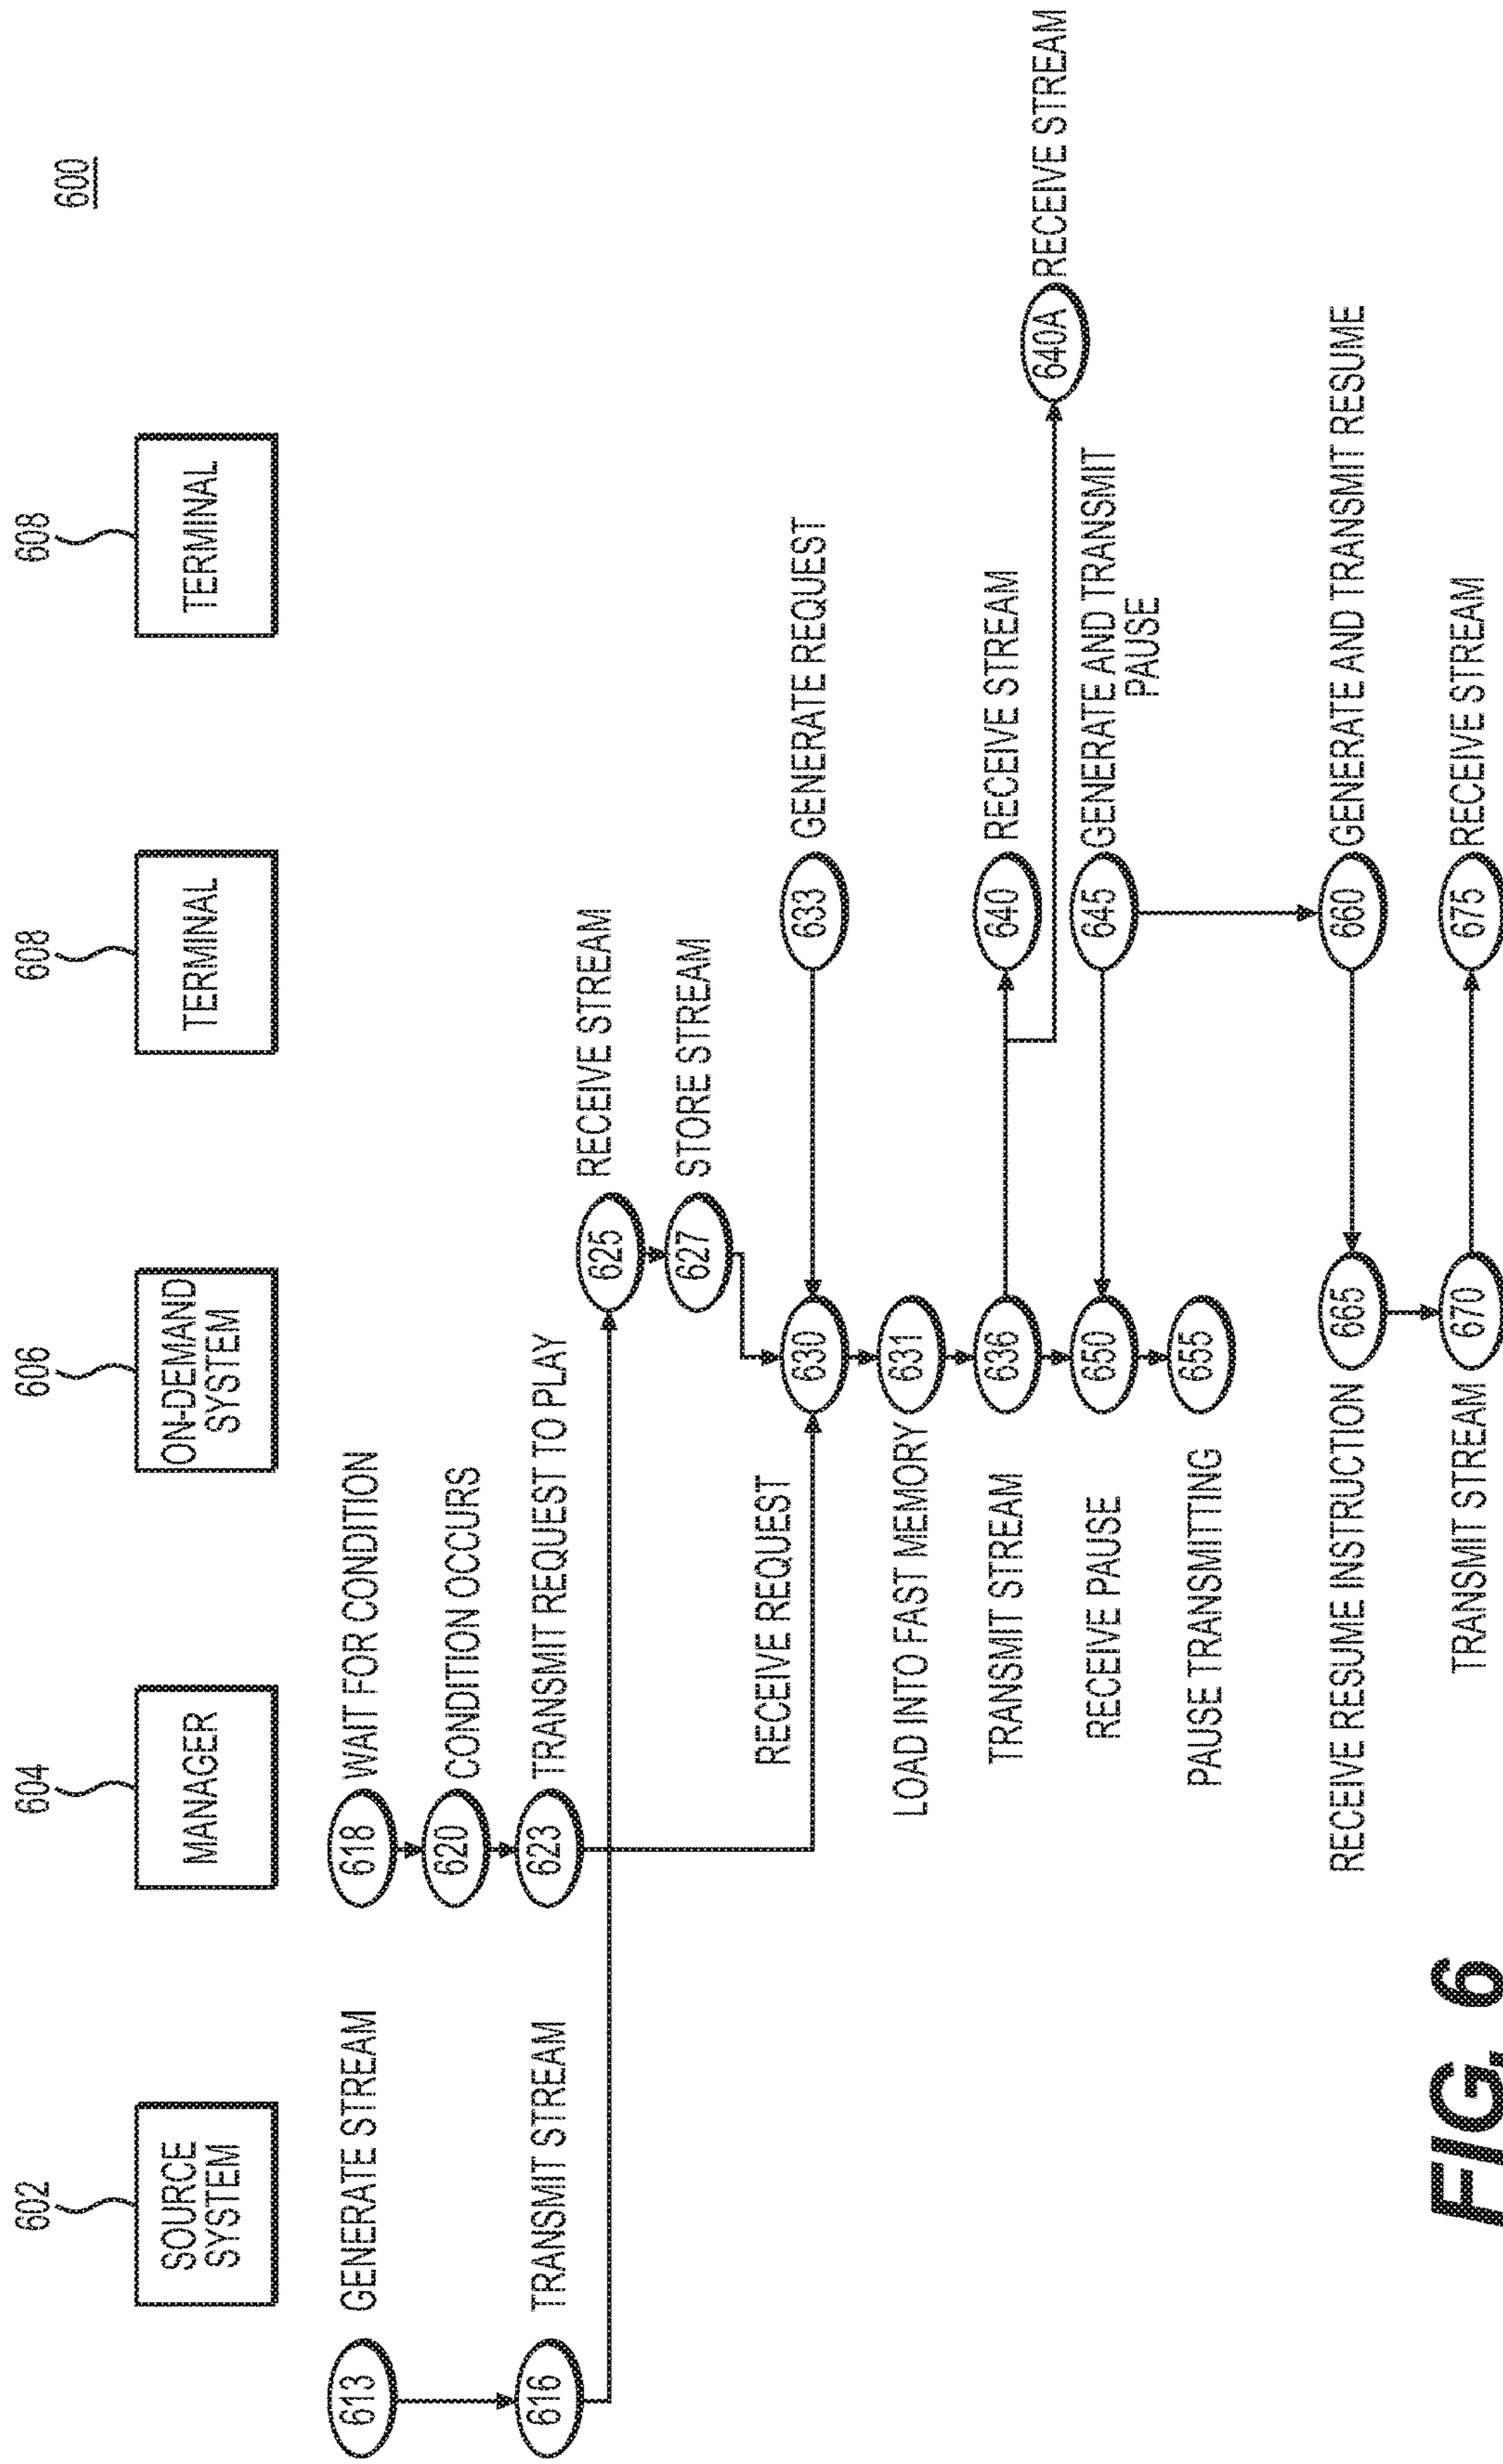 600
602
SOURCE
SYSTEM
604
MANAGER
606
ON-DEMAND
SYSTEM
608
TERMINAL
608
TERMINAL
613
GENERATE STREAM
618
WAIT FOR CONDITION
620
CONDITION OCCURS
616
TRANSMIT STREAM
623
TRANSMIT REQUEST TO PLAY
625
RECEIVE STREAM
627
STORE STREAM
RECEIVE REQUEST
630
633
GENERATE REQUEST
LOAD INTO FAST MEMORY
631
TRANSMIT STREAM
636
640
RECEIVE STREAM
640A
RECEIVE STREAM
RECEIVE PAUSE
650
645
GENERATE AND TRANSMIT
PAUSE
PAUSE TRANSMITTING
655
RECEIVE RESUME INSTRUCTION
665
660
GENERATE AND TRANSMIT RESUME
TRANSMIT STREAM
670
675
RECEIVE STREAM
FIG. 6